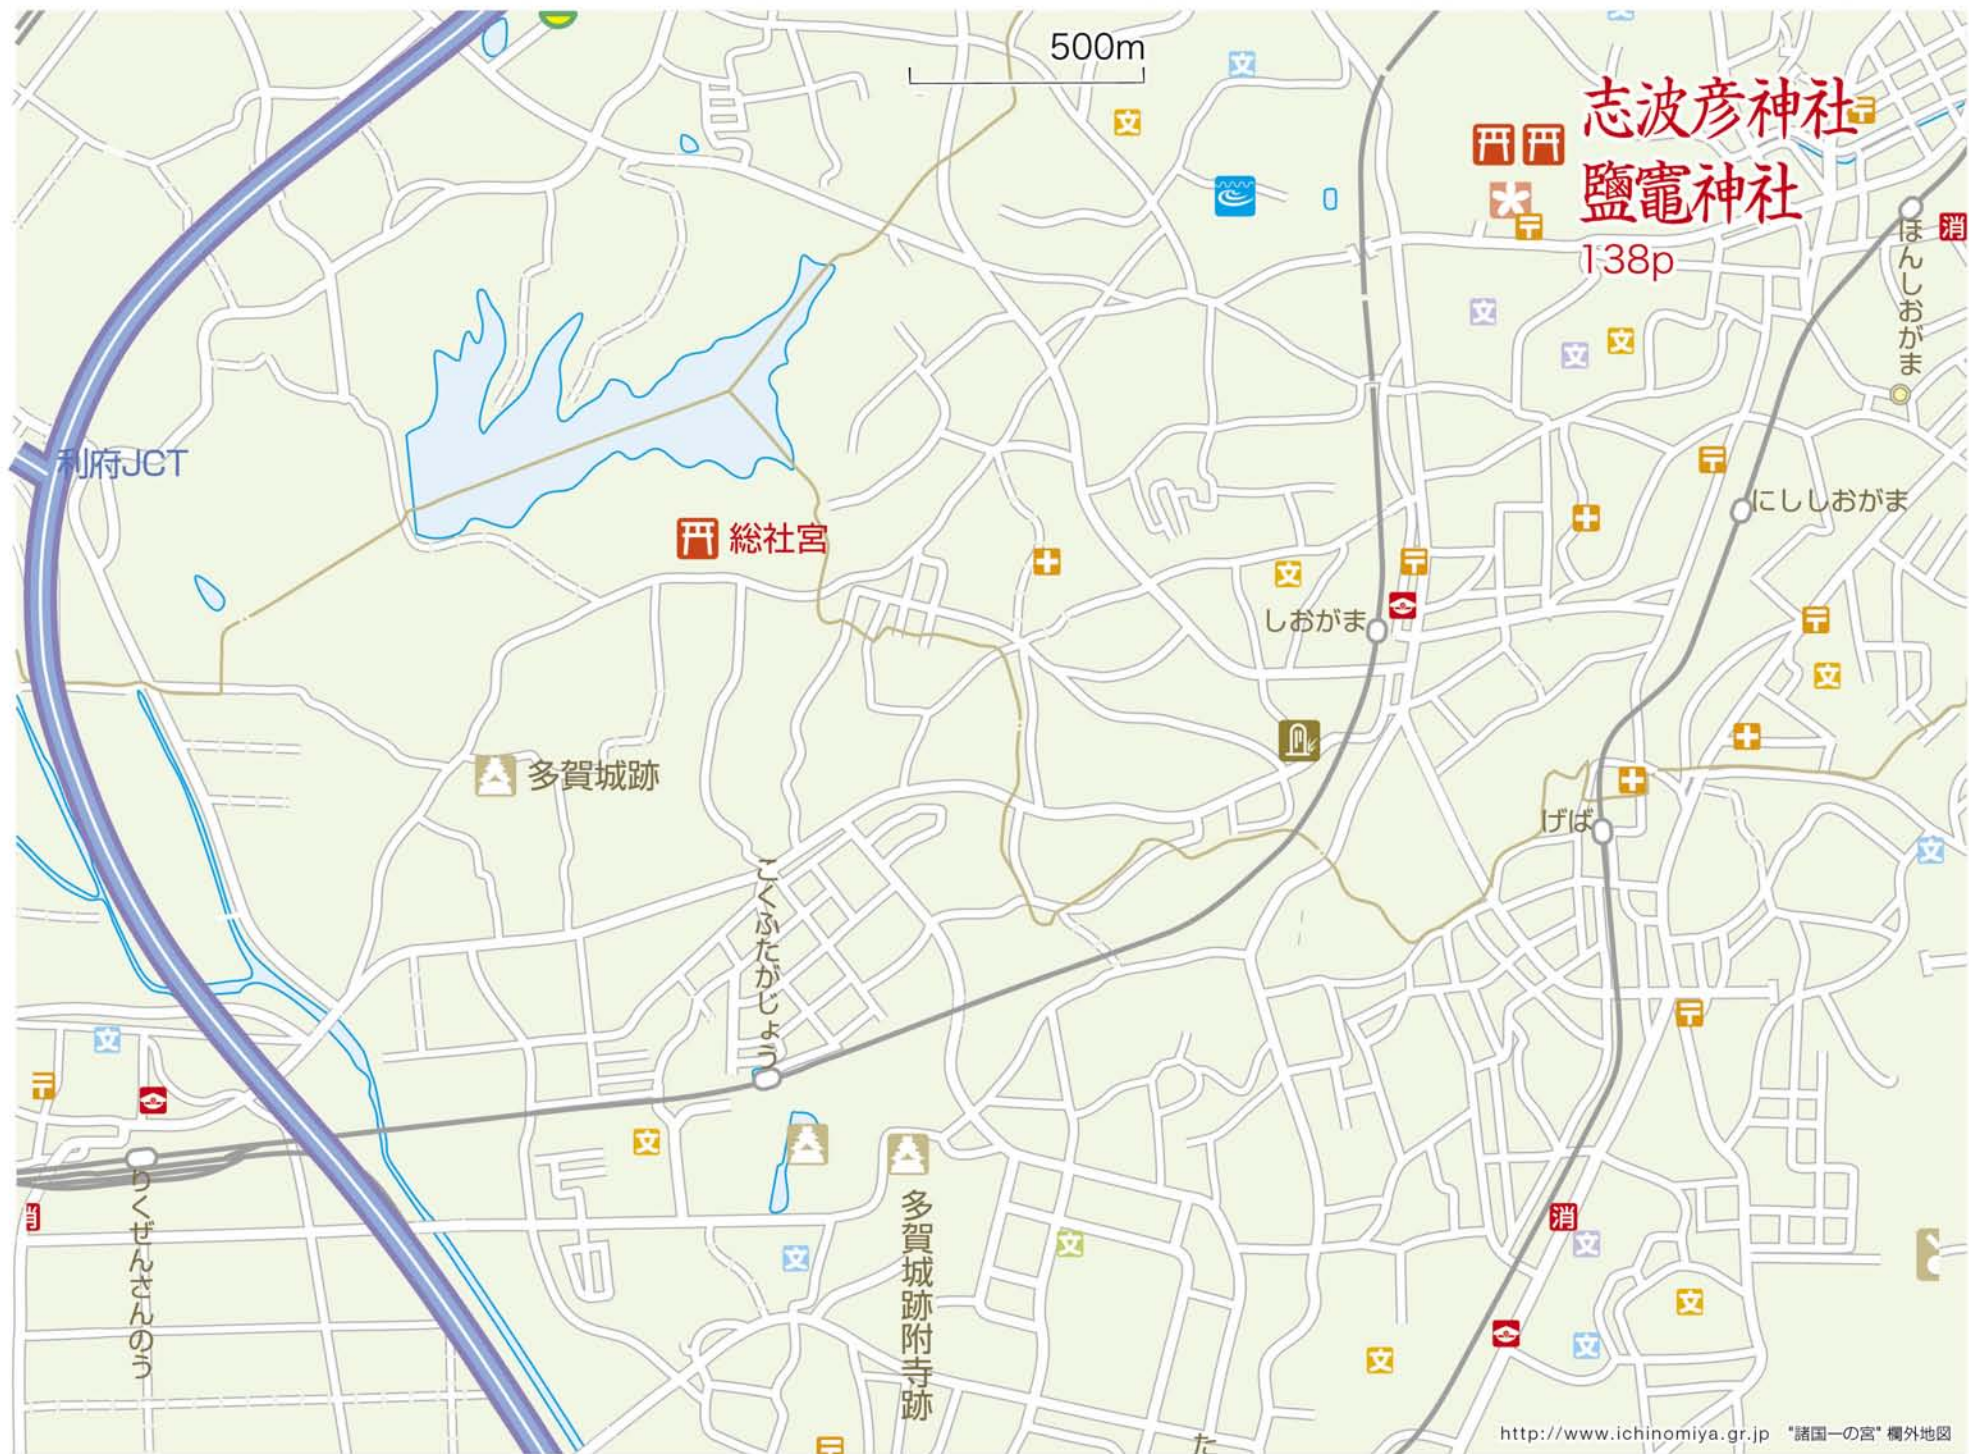 500m
志波彦神社
鹽竈神社
138p
ほんしおがま
消
利府JCT
にししおがま
総社宮
しおがま
多賀城跡
げば
こくふたがじょう
りくぜんさんのう
多賀城跡附寺跡
消
文
た
http://www.ichinomiya.gr.jp "諸国一の宮" 欄外地図